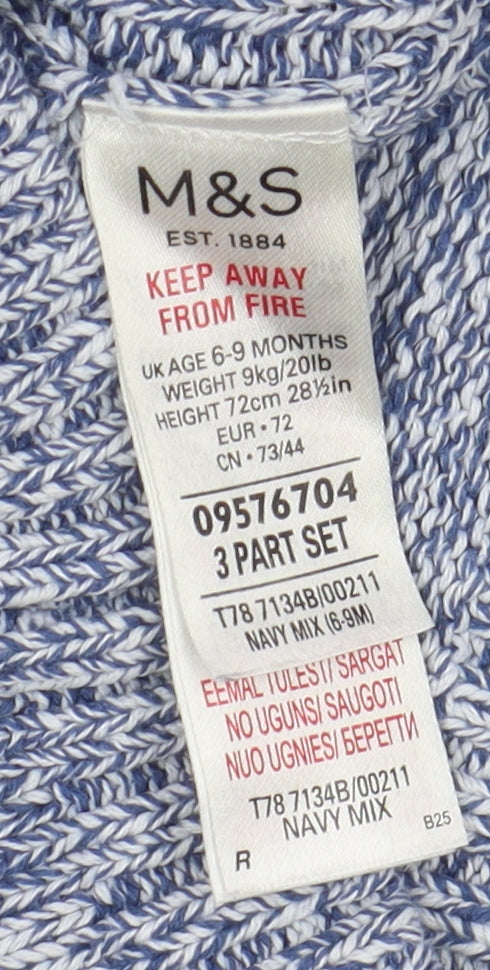 M&S
EST. 1884
KEEP AWAY
FROM FIRE
UK AGE 6-9 MONTHS
WEIGHT 9kg/20lb
HEIGHT 72cm 28½in
EUR • 72
CN • 73/44
09576704
3 PART SET
T78 7134B/00211
NAVY MIX (6-9M)
EEMAL TULEST/ SARGĀT
NO UGUNS/ SAUGOTI
NUO UGNIES/ БЕРЕГТИ
T78 7134B/00211
NAVY MIX
R
B25